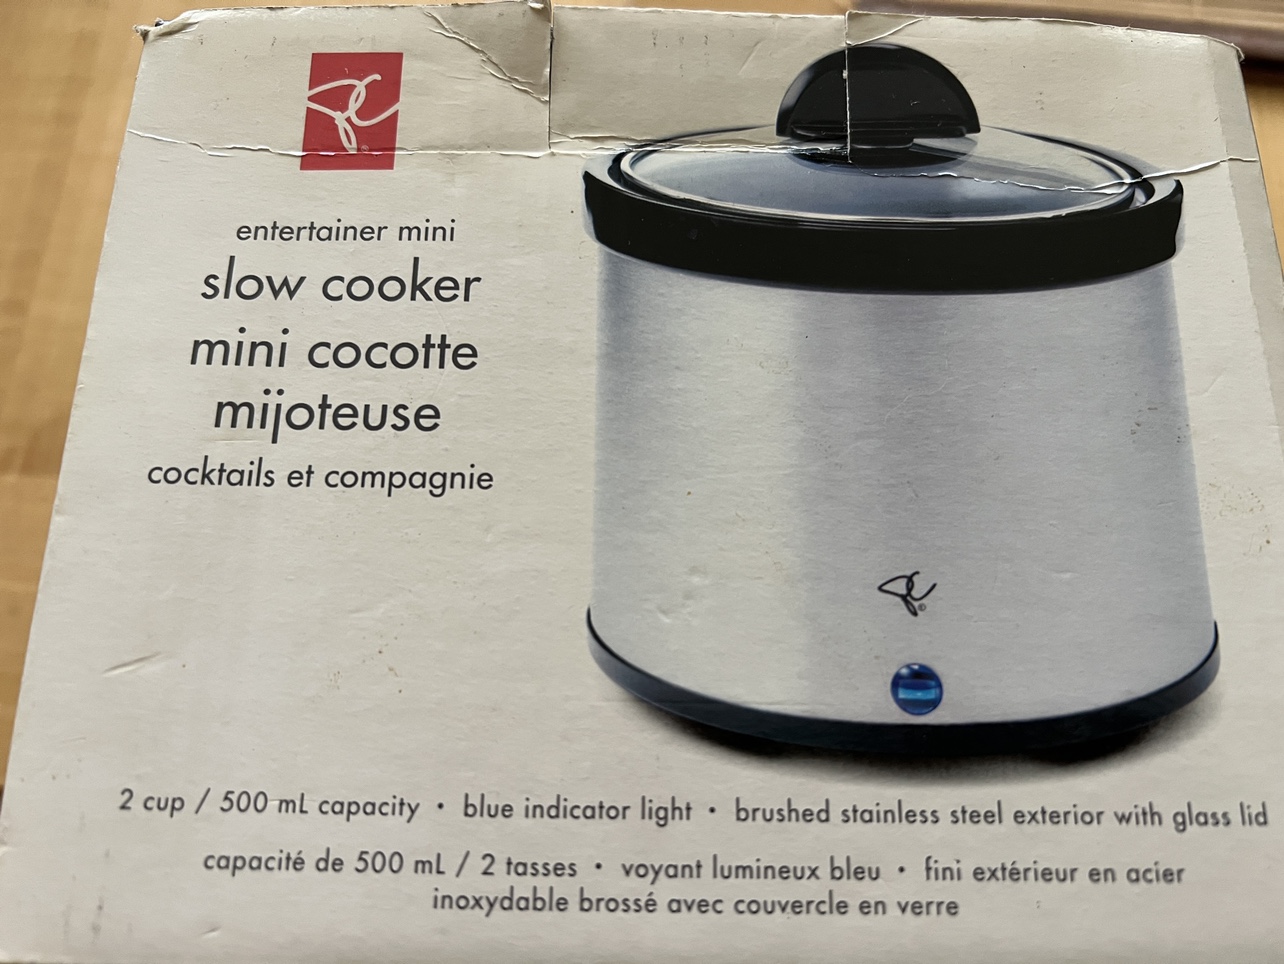 entertainer mini
slow cooker
mini cocotte
mijoteuse
cocktails et compagnie
2 cup / 500 mL capacity • blue indicator light • brushed stainless steel exterior with glass lid
capacité de 500 mL / 2 tasses • voyant lumineux bleu • fini extérieur en acier
inoxydable brossé avec couvercle en verre